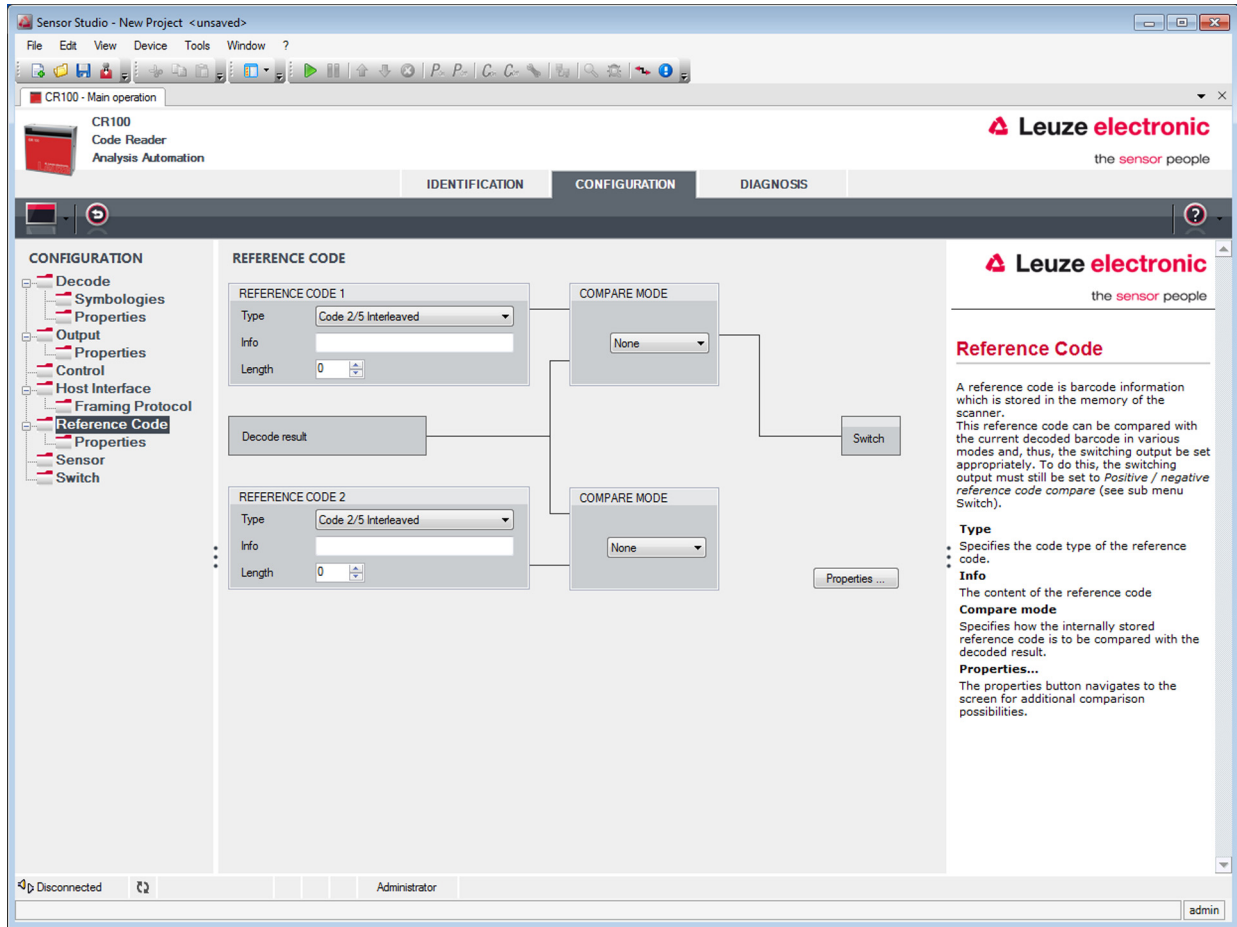 Sensor Studio - New Project <unsaved>
File Edit View Device Tools Window ?
CR100 - Main operation
CR100
Code Reader
Analysis Automation
Leuze electronic
the sensor people
IDENTIFICATION CONFIGURATION DIAGNOSIS
CONFIGURATION
Decode
Symbologies
Properties
Output
Properties
Control
Host Interface
Framing Protocol
Reference Code
Properties
Sensor
Switch
REFERENCE CODE
REFERENCE CODE 1
Type Code 2/5 Interleaved
Info
Length 0
COMPARE MODE
None
Decode result
Switch
REFERENCE CODE 2
Type Code 2/5 Interleaved
Info
Length 0
COMPARE MODE
None
Properties ...
Leuze electronic
the sensor people
Reference Code
A reference code is barcode information
which is stored in the memory of the
scanner.
This reference code can be compared with
the current decoded barcode in various
modes and, thus, the switching output be set
appropriately. To do this, the switching
output must still be set to Positive / negative
reference code compare (see sub menu
Switch).
Type
Specifies the code type of the reference
code.
Info
The content of the reference code
Compare mode
Specifies how the internally stored
reference code is to be compared with the
decoded result.
Properties...
The properties button navigates to the
screen for additional comparison
possibilities.
Disconnected Administrator
admin